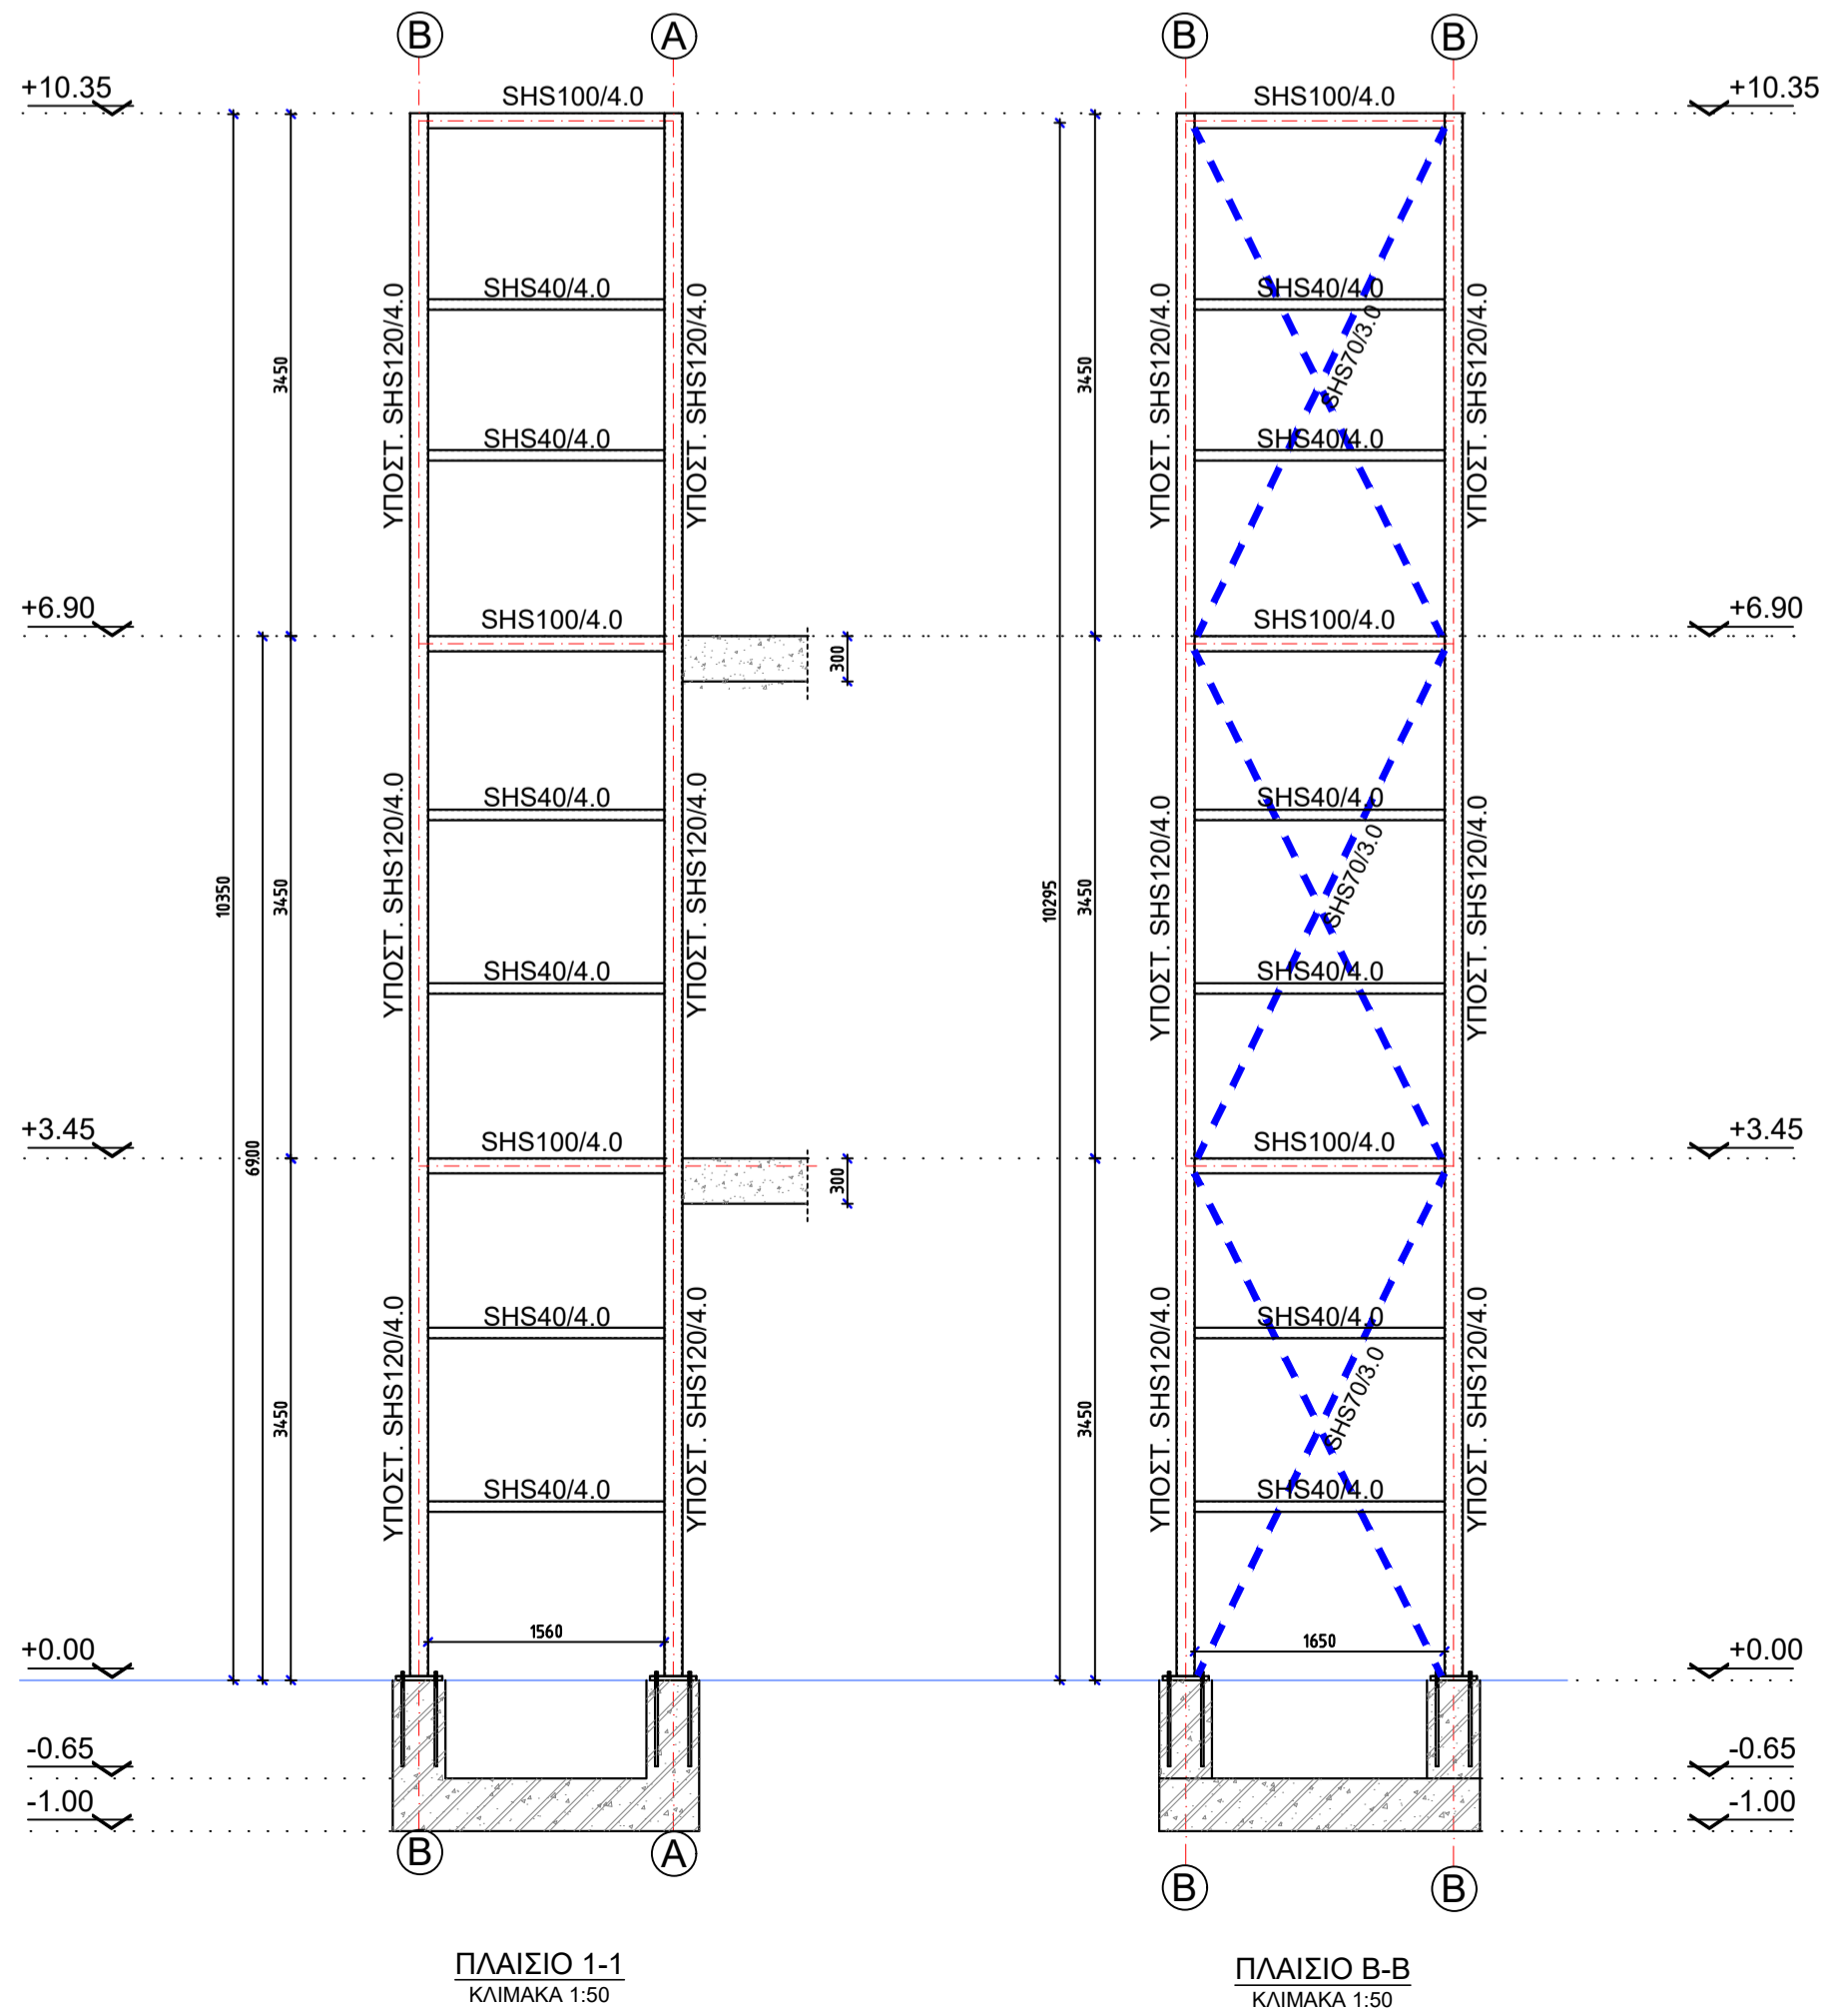 B A B B
+10.35 SHS100/4.0 SHS100/4.0 +10.35
SHS40/4.0 SHS40/4.0
ΥΠΟΣΤ. SHS120/4.0 ΥΠΟΣΤ. SHS120/4.0 ΥΠΟΣΤ. SHS120/4.0 ΥΠΟΣΤ. SHS120/4.0
SHS70/3.0
3450 3450
SHS40/4.0 SHS40/4.0
+6.90 SHS100/4.0 SHS100/4.0 +6.90
300
SHS40/4.0 SHS40/4.0
ΥΠΟΣΤ. SHS120/4.0 ΥΠΟΣΤ. SHS120/4.0 ΥΠΟΣΤ. SHS120/4.0 ΥΠΟΣΤ. SHS120/4.0
SHS70/3.0
10350 3450 10295 3450
SHS40/4.0 SHS40/4.0
+3.45 SHS100/4.0 SHS100/4.0 +3.45
6900 300
SHS40/4.0 SHS40/4.0
ΥΠΟΣΤ. SHS120/4.0 ΥΠΟΣΤ. SHS120/4.0 ΥΠΟΣΤ. SHS120/4.0 ΥΠΟΣΤ. SHS120/4.0
SHS70/3.0
3450 3450
SHS40/4.0 SHS40/4.0
1560 1650
+0.00 +0.00
-0.65 -0.65
-1.00 -1.00
B A B B
ΠΛΑΙΣΙΟ 1-1 ΠΛΑΙΣΙΟ B-B
ΚΛΙΜΑΚΑ 1:50 ΚΛΙΜΑΚΑ 1:50